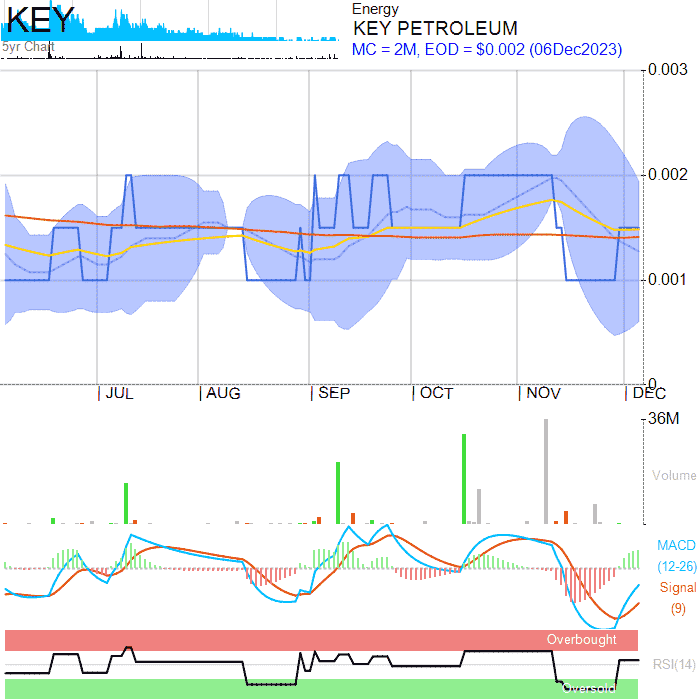 KEY
5yr Chart
Energy
KEY PETROLEUM
MC = 2M, EOD = $0.002 (06Dec2023)
0.003
0.002
0.001
0
JUL AUG SEP OCT NOV DEC
36M
Volume
MACD
(12-26)
Signal
(9)
Overbought
RSI(14)
Oversold